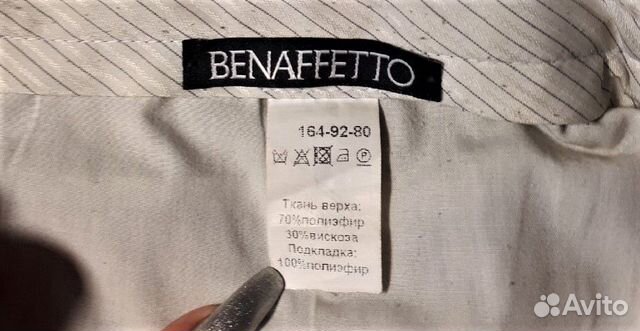 BENAFFETTO
164-92-80
Ткань верха:
70%полиэфир
30%вискоза
Подкладка:
100%полиэфир
Avito